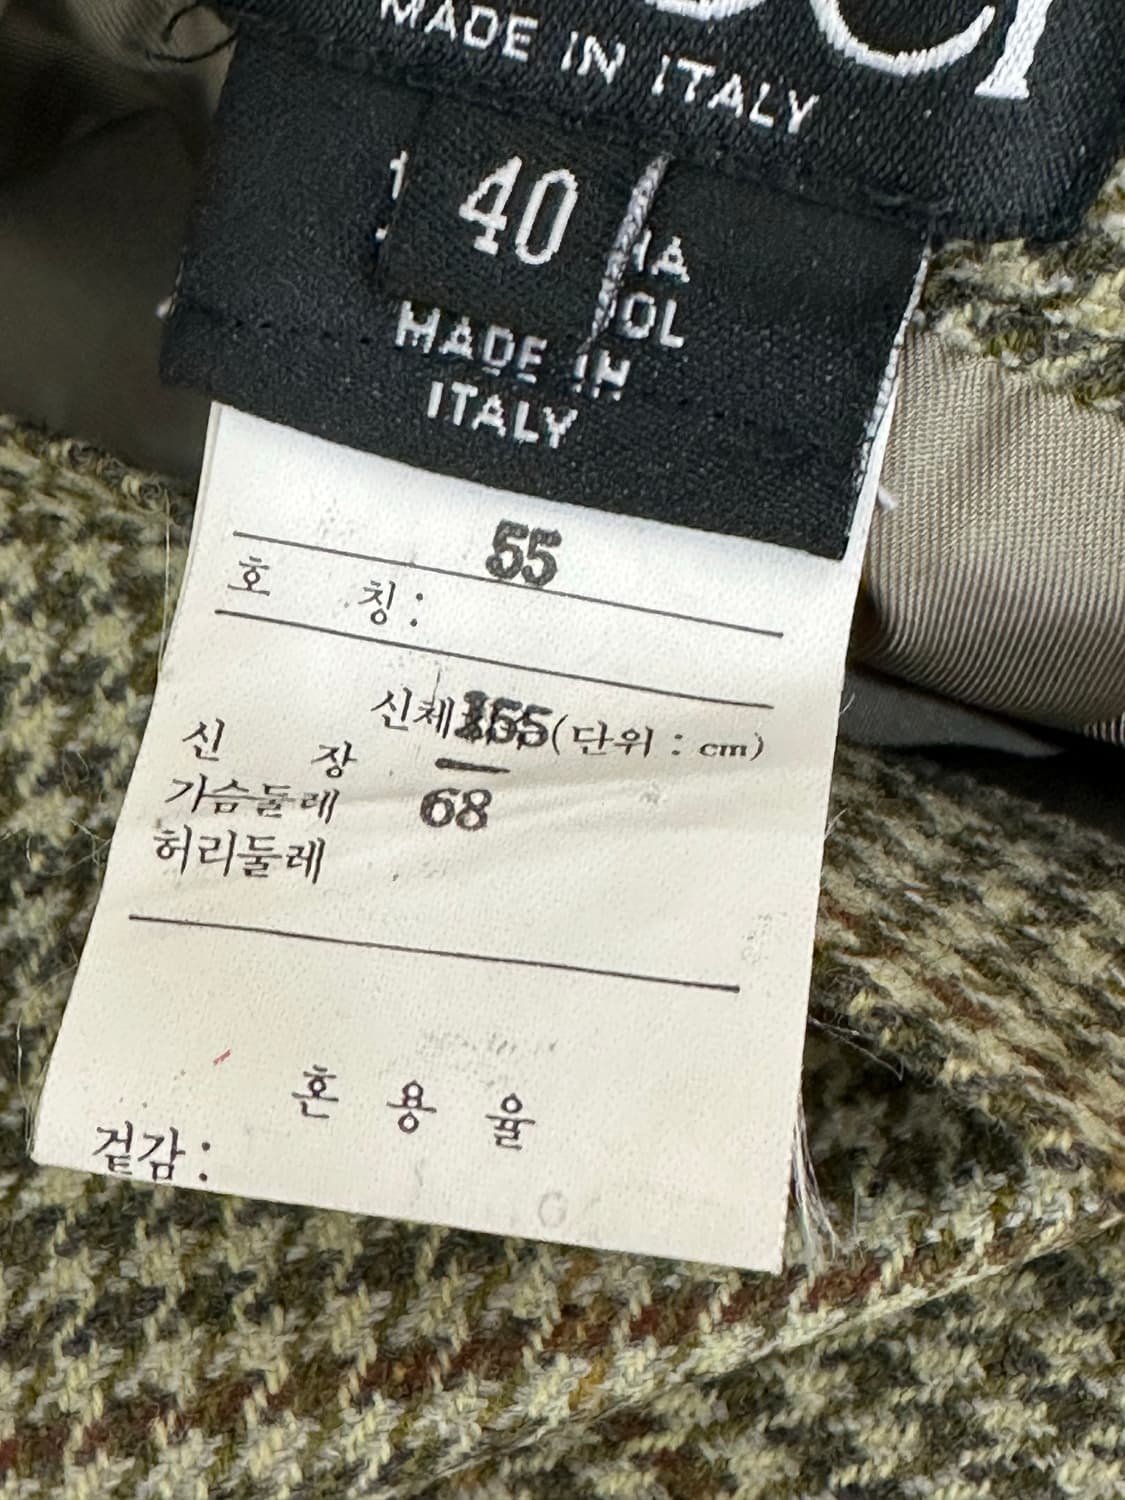 MADE IN ITALY
40
MADE IN
ITALY
55
호 칭:
신체 165 (단위 : cm)
신 장
가슴둘레 68
허리둘레
혼 용 율
겉감: